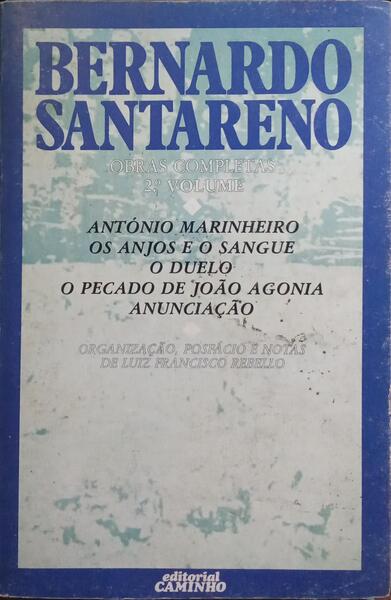 BERNARDO
SANTARENO
OBRAS COMPLETAS
2.º VOLUME
ANTÓNIO MARINHEIRO
OS ANJOS E O SANGUE
O DUELO
O PECADO DE JOÃO AGONIA
ANUNCIAÇÃO
ORGANIZAÇÃO, POSFÁCIO E NOTAS
DE LUIZ FRANCISCO REBELLO
editorial
CAMINHO